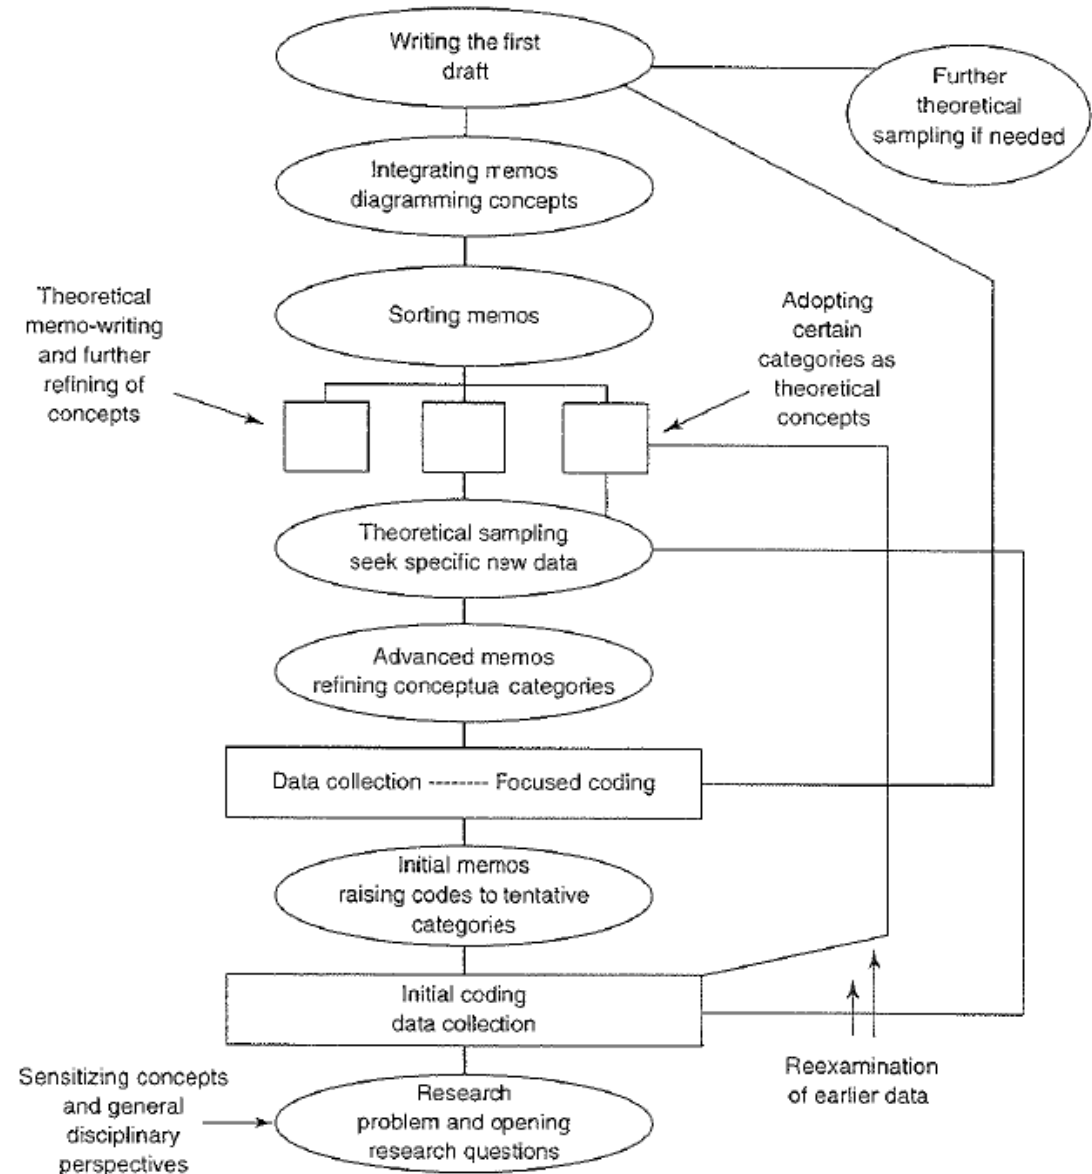 Writing the first
draft
Further
theoretical
sampling if needed
Integrating memos
diagramming concepts
Sorting memos
Theoretical
memo-writing
and further
refining of
concepts
Adopting
certain
categories as
theoretical
concepts
Theoretical sampling
seek specific new data
Advanced memos
refining conceptua categories
Data collection ------- Focused coding
Initial memos
raising codes to tentative
categories
Initial coding
data collection
Reexamination
of earlier data
Sensitizing concepts
and general
disciplinary
perspectives
Research
problem and opening
research questions